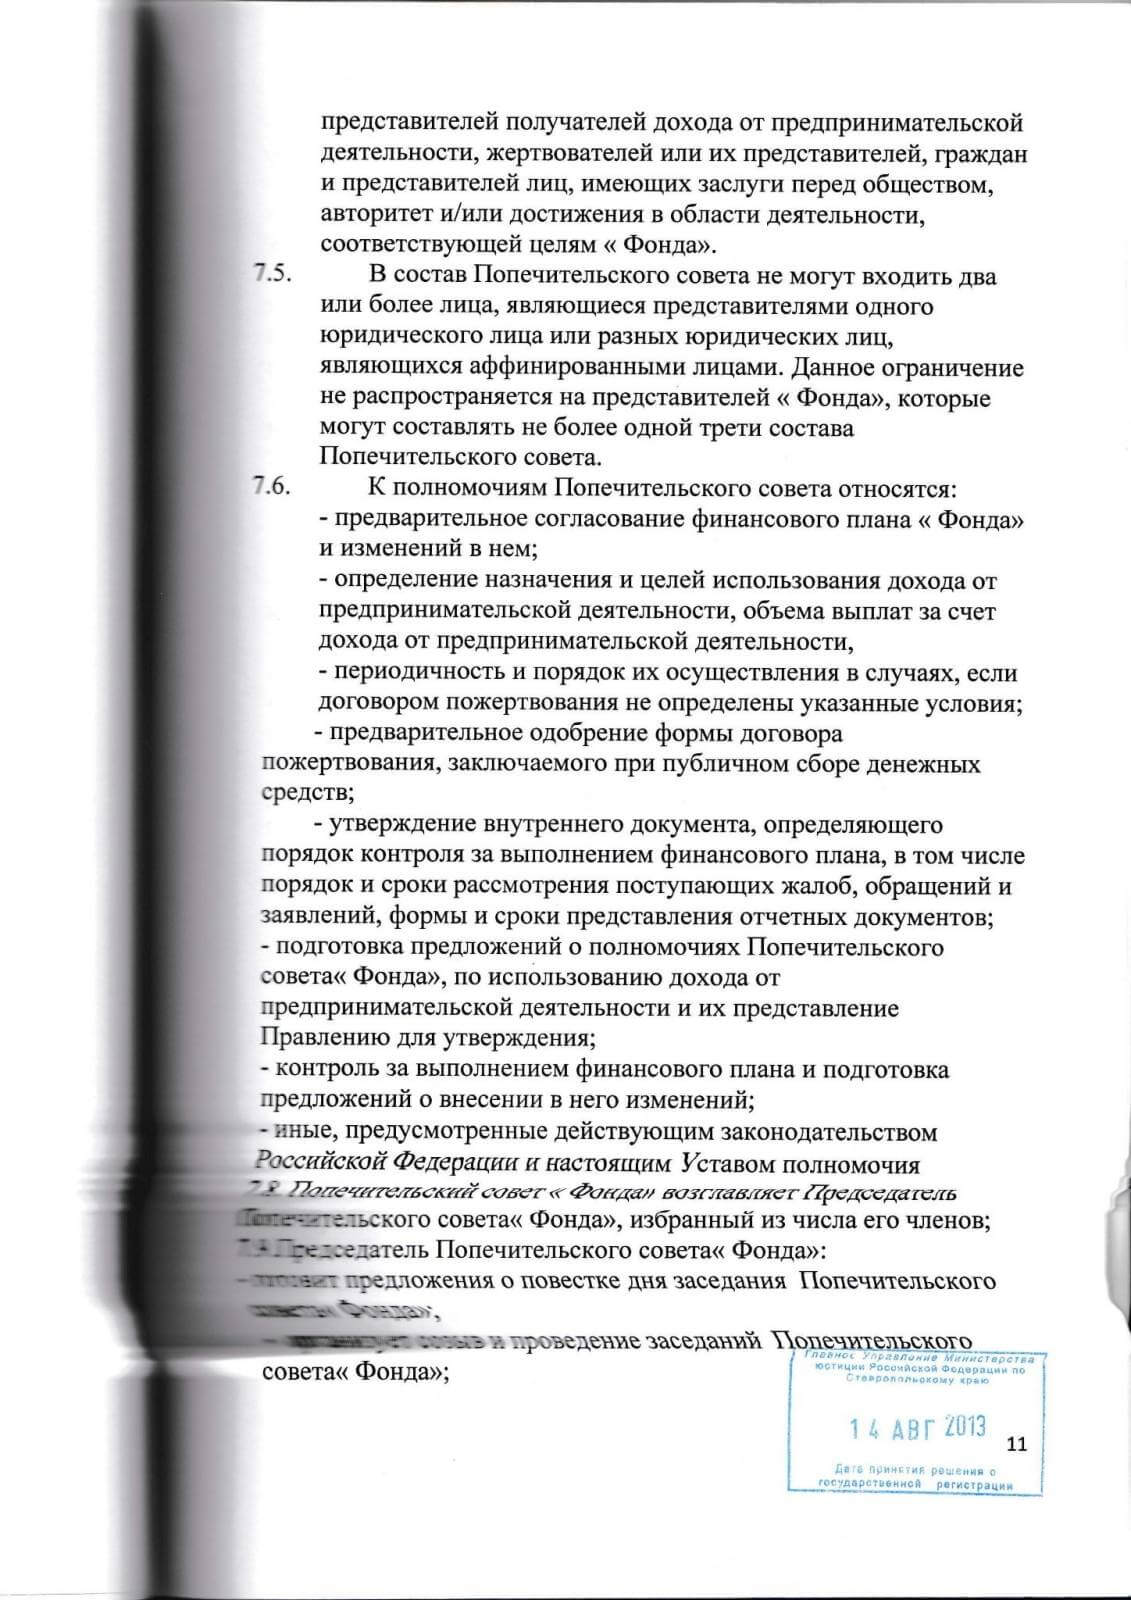 представителей получателей дохода от предпринимательской
деятельности, жертвователей или их представителей, граждан
и представителей лиц, имеющих заслуги перед обществом,
авторитет и/или достижения в области деятельности,
соответствующей целям « Фонда».
7.5. В состав Попечительского совета не могут входить два
или более лица, являющиеся представителями одного
юридического лица или разных юридических лиц,
являющихся аффинированными лицами. Данное ограничение
не распространяется на представителей « Фонда», которые
могут составлять не более одной трети состава
Попечительского совета.
7.6. К полномочиям Попечительского совета относятся:
- предварительное согласование финансового плана « Фонда»
и изменений в нем;
- определение назначения и целей использования дохода от
предпринимательской деятельности, объема выплат за счет
дохода от предпринимательской деятельности,
- периодичность и порядок их осуществления в случаях, если
договором пожертвования не определены указанные условия;
- предварительное одобрение формы договора
пожертвования, заключаемого при публичном сборе денежных
средств;
- утверждение внутреннего документа, определяющего
порядок контроля за выполнением финансового плана, в том числе
порядок и сроки рассмотрения поступающих жалоб, обращений и
заявлений, формы и сроки представления отчетных документов;
- подготовка предложений о полномочиях Попечительского
совета« Фонда», по использованию дохода от
предпринимательской деятельности и их представление
Правлению для утверждения;
- контроль за выполнением финансового плана и подготовка
предложений о внесении в него изменений;
- иные, предусмотренные действующим законодательством
Российской Федерации и настоящим Уставом полномочия
Попечительский совет « Фонда» возглавляет Председатель
Попечительского совета« Фонда», избранный из числа его членов;
Председатель Попечительского совета« Фонда»:
- готовит предложения о повестке дня заседания Попечительского
совета« Фонда»;
- организует созыв и проведение заседаний Попечительского
совета« Фонда»;
Главное Управление Министерства
юстиции Российской Федерации по
Ставропольскому краю
14 АВГ 2013
11
Дата принятия решения о
государственной регистрации